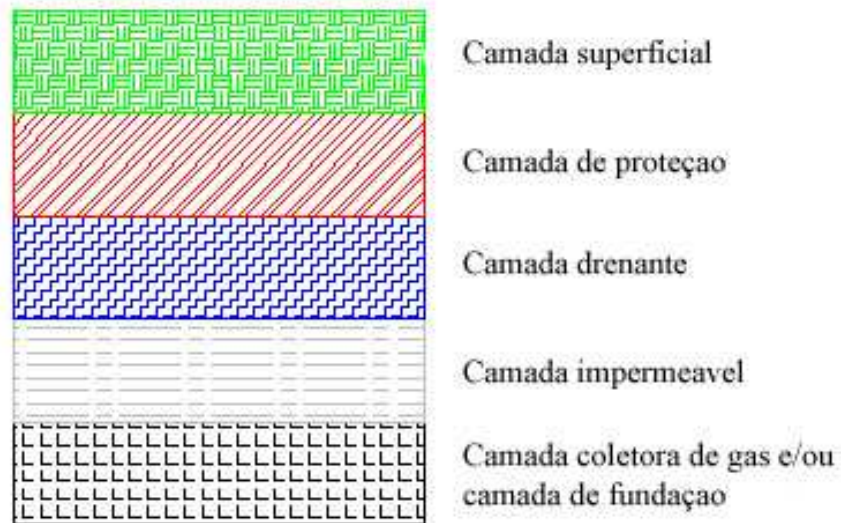 Camada superficial
Camada de proteçao
Camada drenante
Camada impermeavel
Camada coletora de gas e/ou
camada de fundaçao